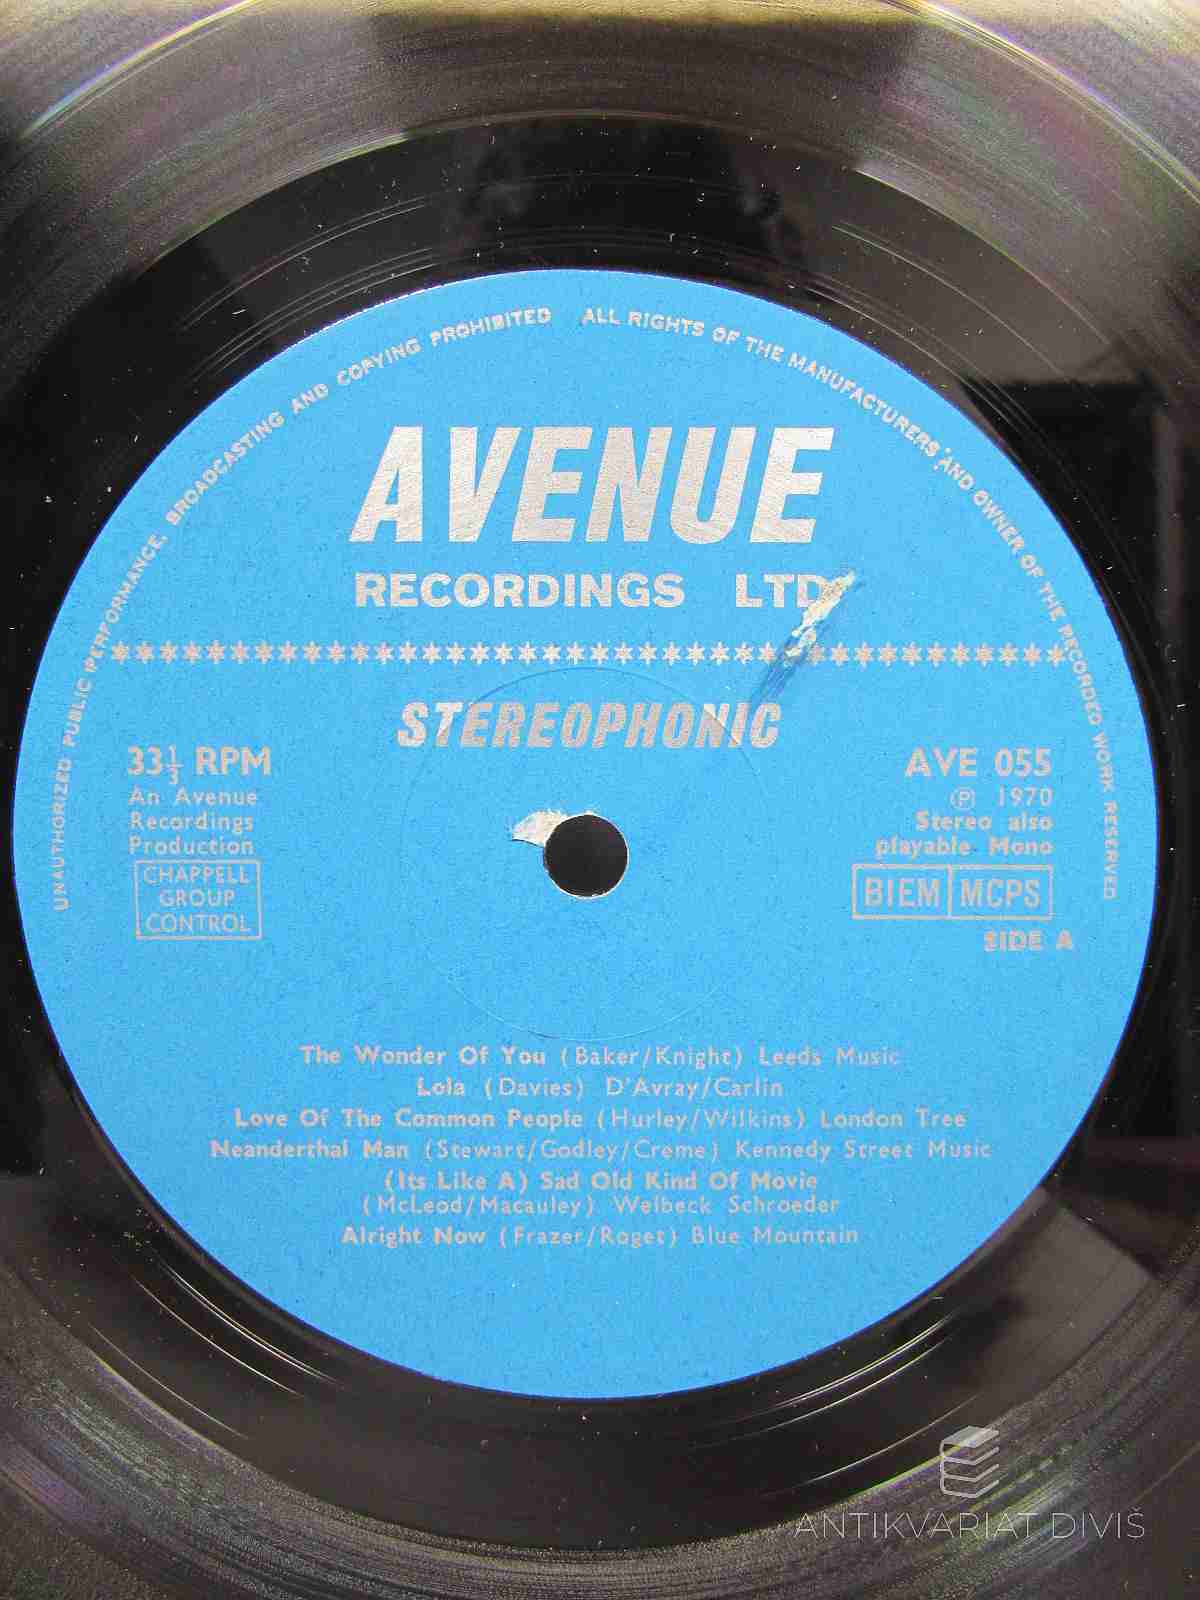 UNAUTHORIZED PUBLIC PERFORMANCE, BROADCASTING AND COPYING PROHIBITED ALL RIGHTS OF THE MANUFACTURERS AND OWNER OF THE RECORDED WORK RESERVED
AVENUE
RECORDINGS LTD
STEREOPHONIC
33⅓ RPM
An Avenue
Recordings
Production
CHAPPELL
GROUP
CONTROL
AVE 055
Ⓟ 1970
Stereo also
playable Mono
BIEM MCPS
SIDE A
The Wonder Of You (Baker/Knight) Leeds Music
Lola (Davies) D'Avray/Carlin
Love Of The Common People (Hurley/Wilkins) London Tree
Neanderthal Man (Stewart/Godley/Creme) Kennedy Street Music
(Its Like A) Sad Old Kind Of Movie
(McLeod/Macauley) Welbeck Schroeder
Alright Now (Frazer/Roget) Blue Mountain
ANTIKVARIAT DIVIŠ